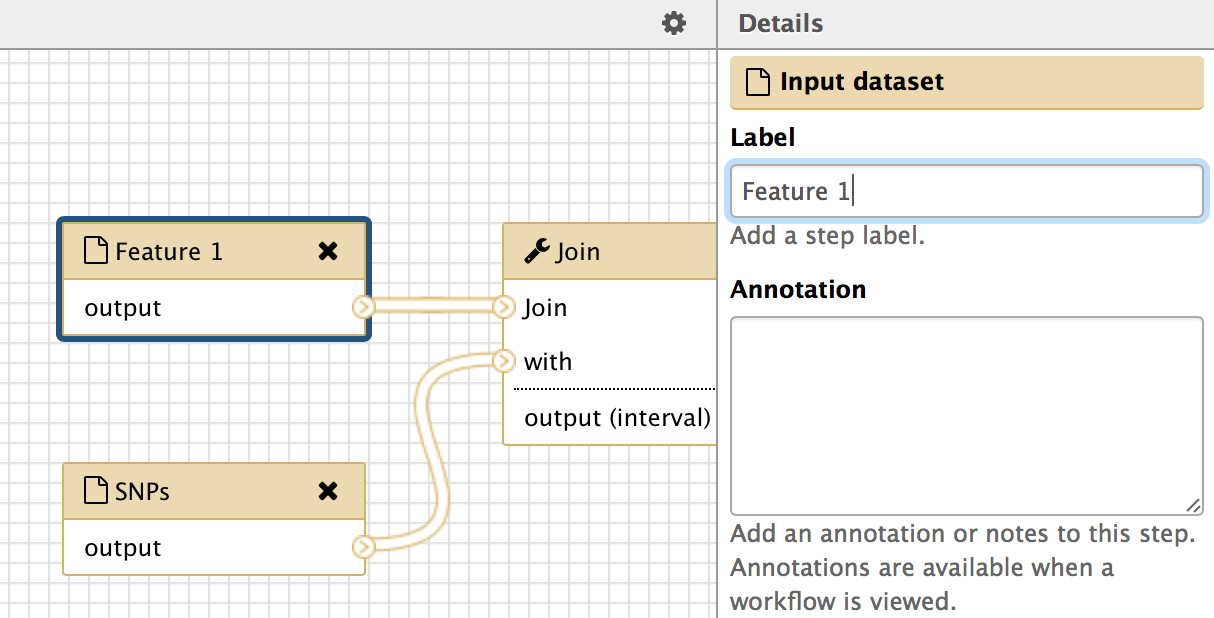 Details
Input dataset
Label
Feature 1
Add a step label.
Annotation
Add an annotation or notes to this step.
Annotations are available when a
workflow is viewed.
Feature 1
output
SNPs
output
Join
Join
with
output (interval)